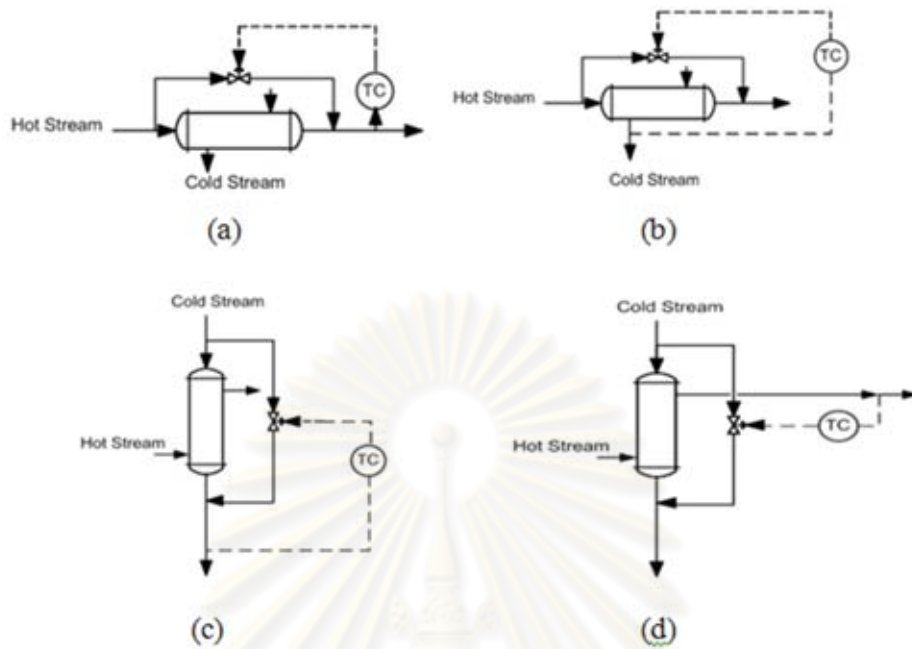 TC
Hot Stream
Cold Stream
(a)
TC
Hot Stream
Cold Stream
(b)
Cold Stream
Hot Stream
TC
(c)
Cold Stream
TC
Hot Stream
(d)